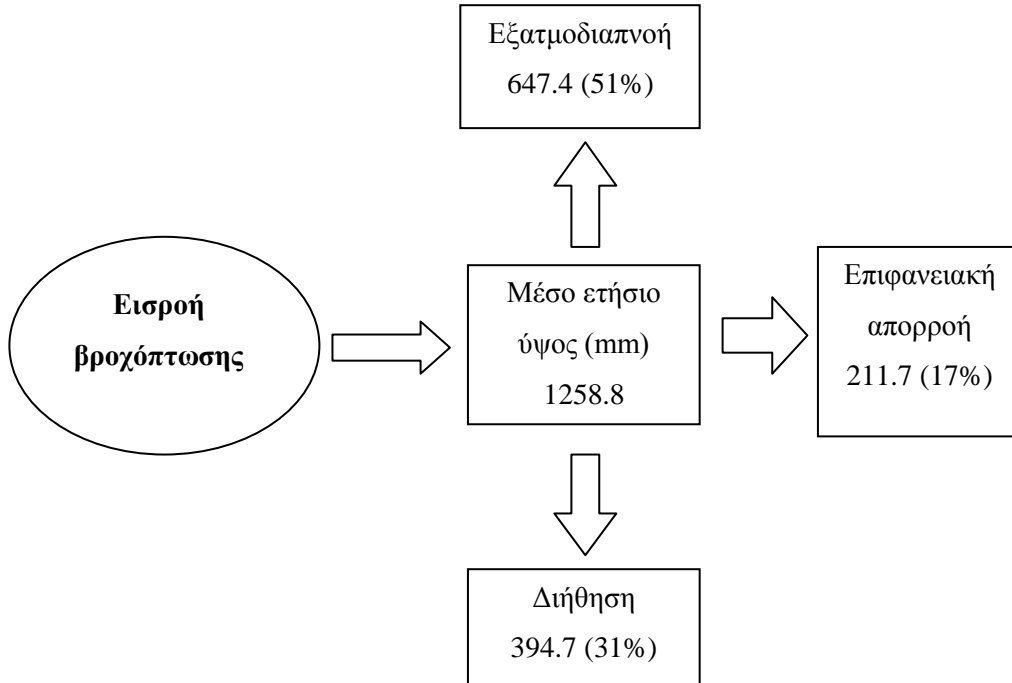 Εξατμοδιαπνοή
647.4 (51%)
Εισροή
βροχόπτωσης
Μέσο ετήσιο
ύψος (mm)
1258.8
Επιφανειακή
απορροή
211.7 (17%)
Διήθηση
394.7 (31%)